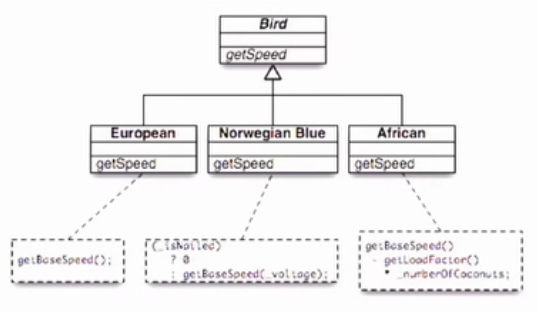 Bird
getSpeed
European
Norwegian Blue
African
getSpeed
getSpeed
getSpeed
getBaseSpeed();
(_isNailed)
? 0
: getBaseSpeed(_voltage);
getBaseSpeed()
- getLoadFactor()
* _numberOfCoconuts;